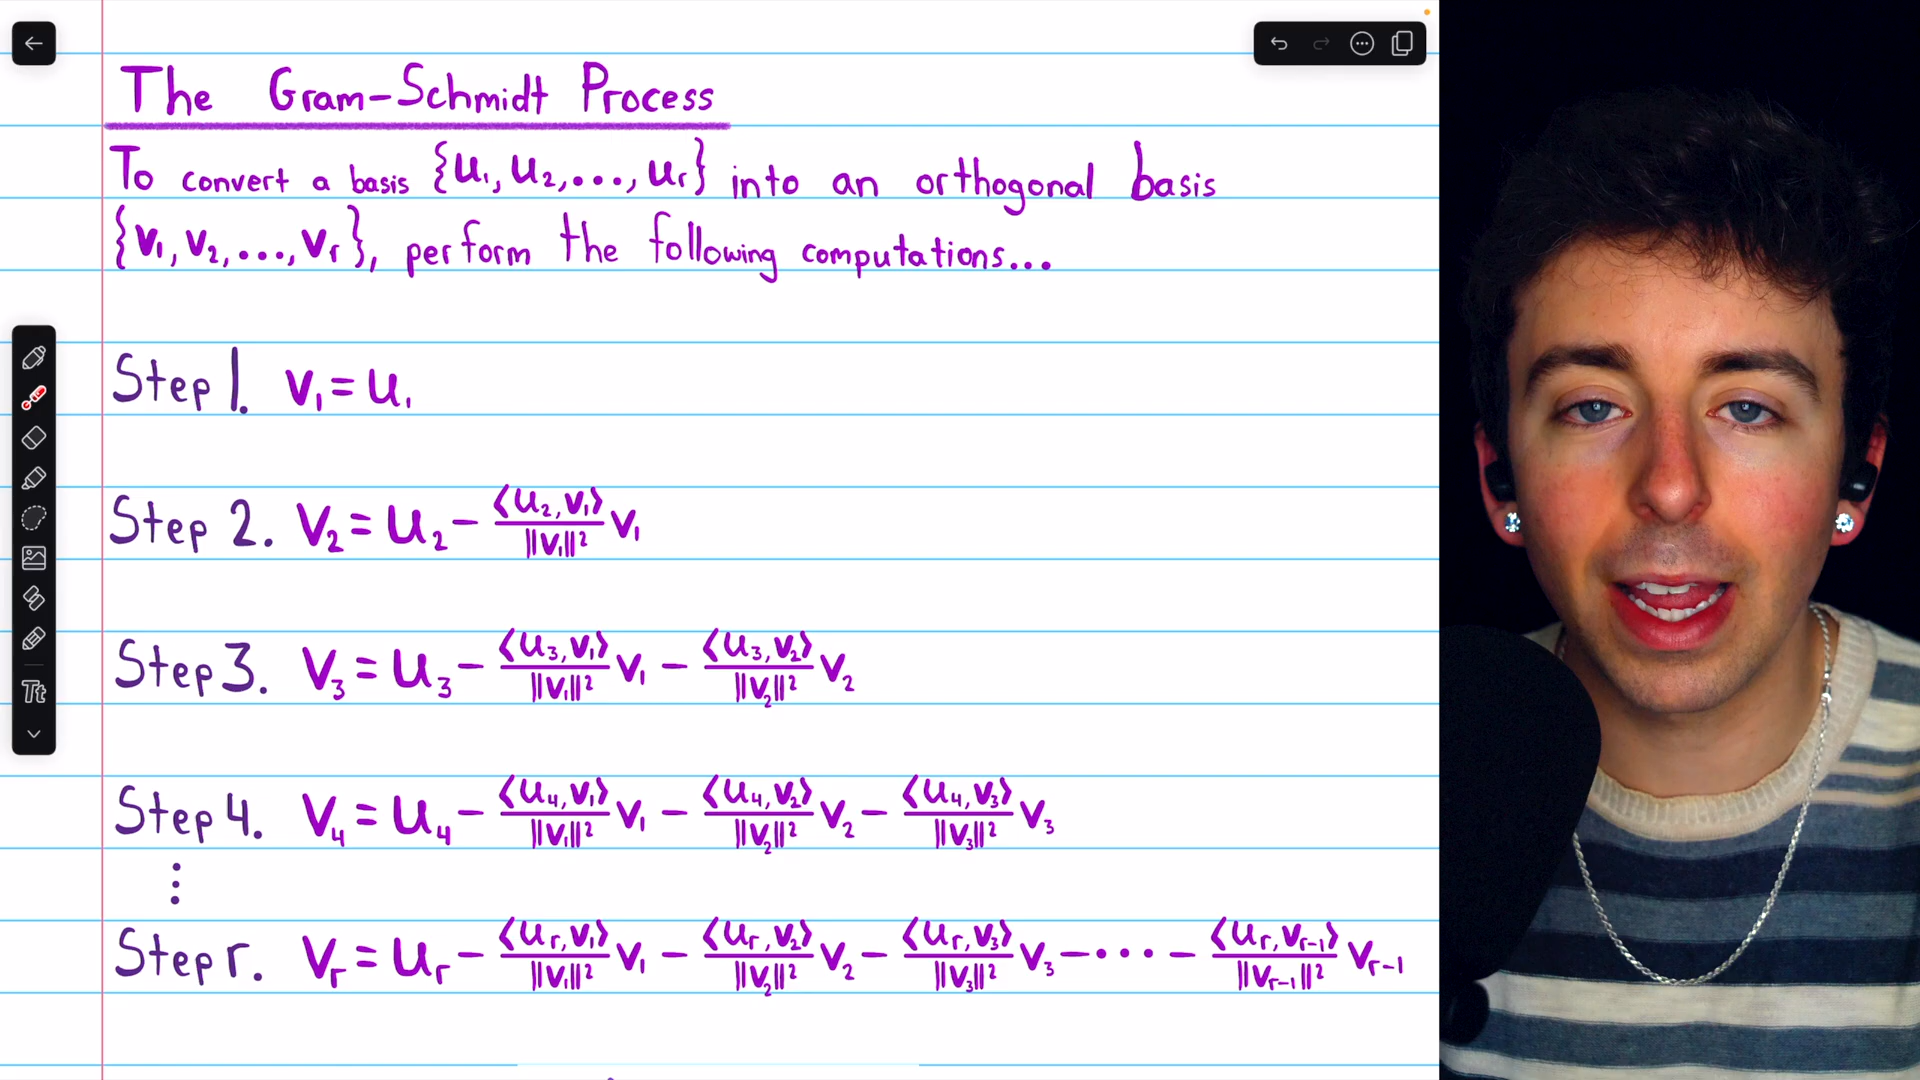 The Gram-Schmidt Process
To convert a basis {u₁, u₂, ..., uᵣ} into an orthogonal basis
{v₁, v₂, ..., vᵣ}, perform the following computations...
Step 1. v₁ = u₁
Step 2. v₂ = u₂ - ⟨u₂, v₁⟩/‖v₁‖² v₁
Step 3. v₃ = u₃ - ⟨u₃, v₁⟩/‖v₁‖² v₁ - ⟨u₃, v₂⟩/‖v₂‖² v₂
Step 4. v₄ = u₄ - ⟨u₄, v₁⟩/‖v₁‖² v₁ - ⟨u₄, v₂⟩/‖v₂‖² v₂ - ⟨u₄, v₃⟩/‖v₃‖² v₃
⋮
Step r. vᵣ = uᵣ - ⟨uᵣ, v₁⟩/‖v₁‖² v₁ - ⟨uᵣ, v₂⟩/‖v₂‖² v₂ - ⟨uᵣ, v₃⟩/‖v₃‖² v₃ - ... - ⟨uᵣ, vᵣ₋₁⟩/‖vᵣ₋₁‖² vᵣ₋₁
Tt